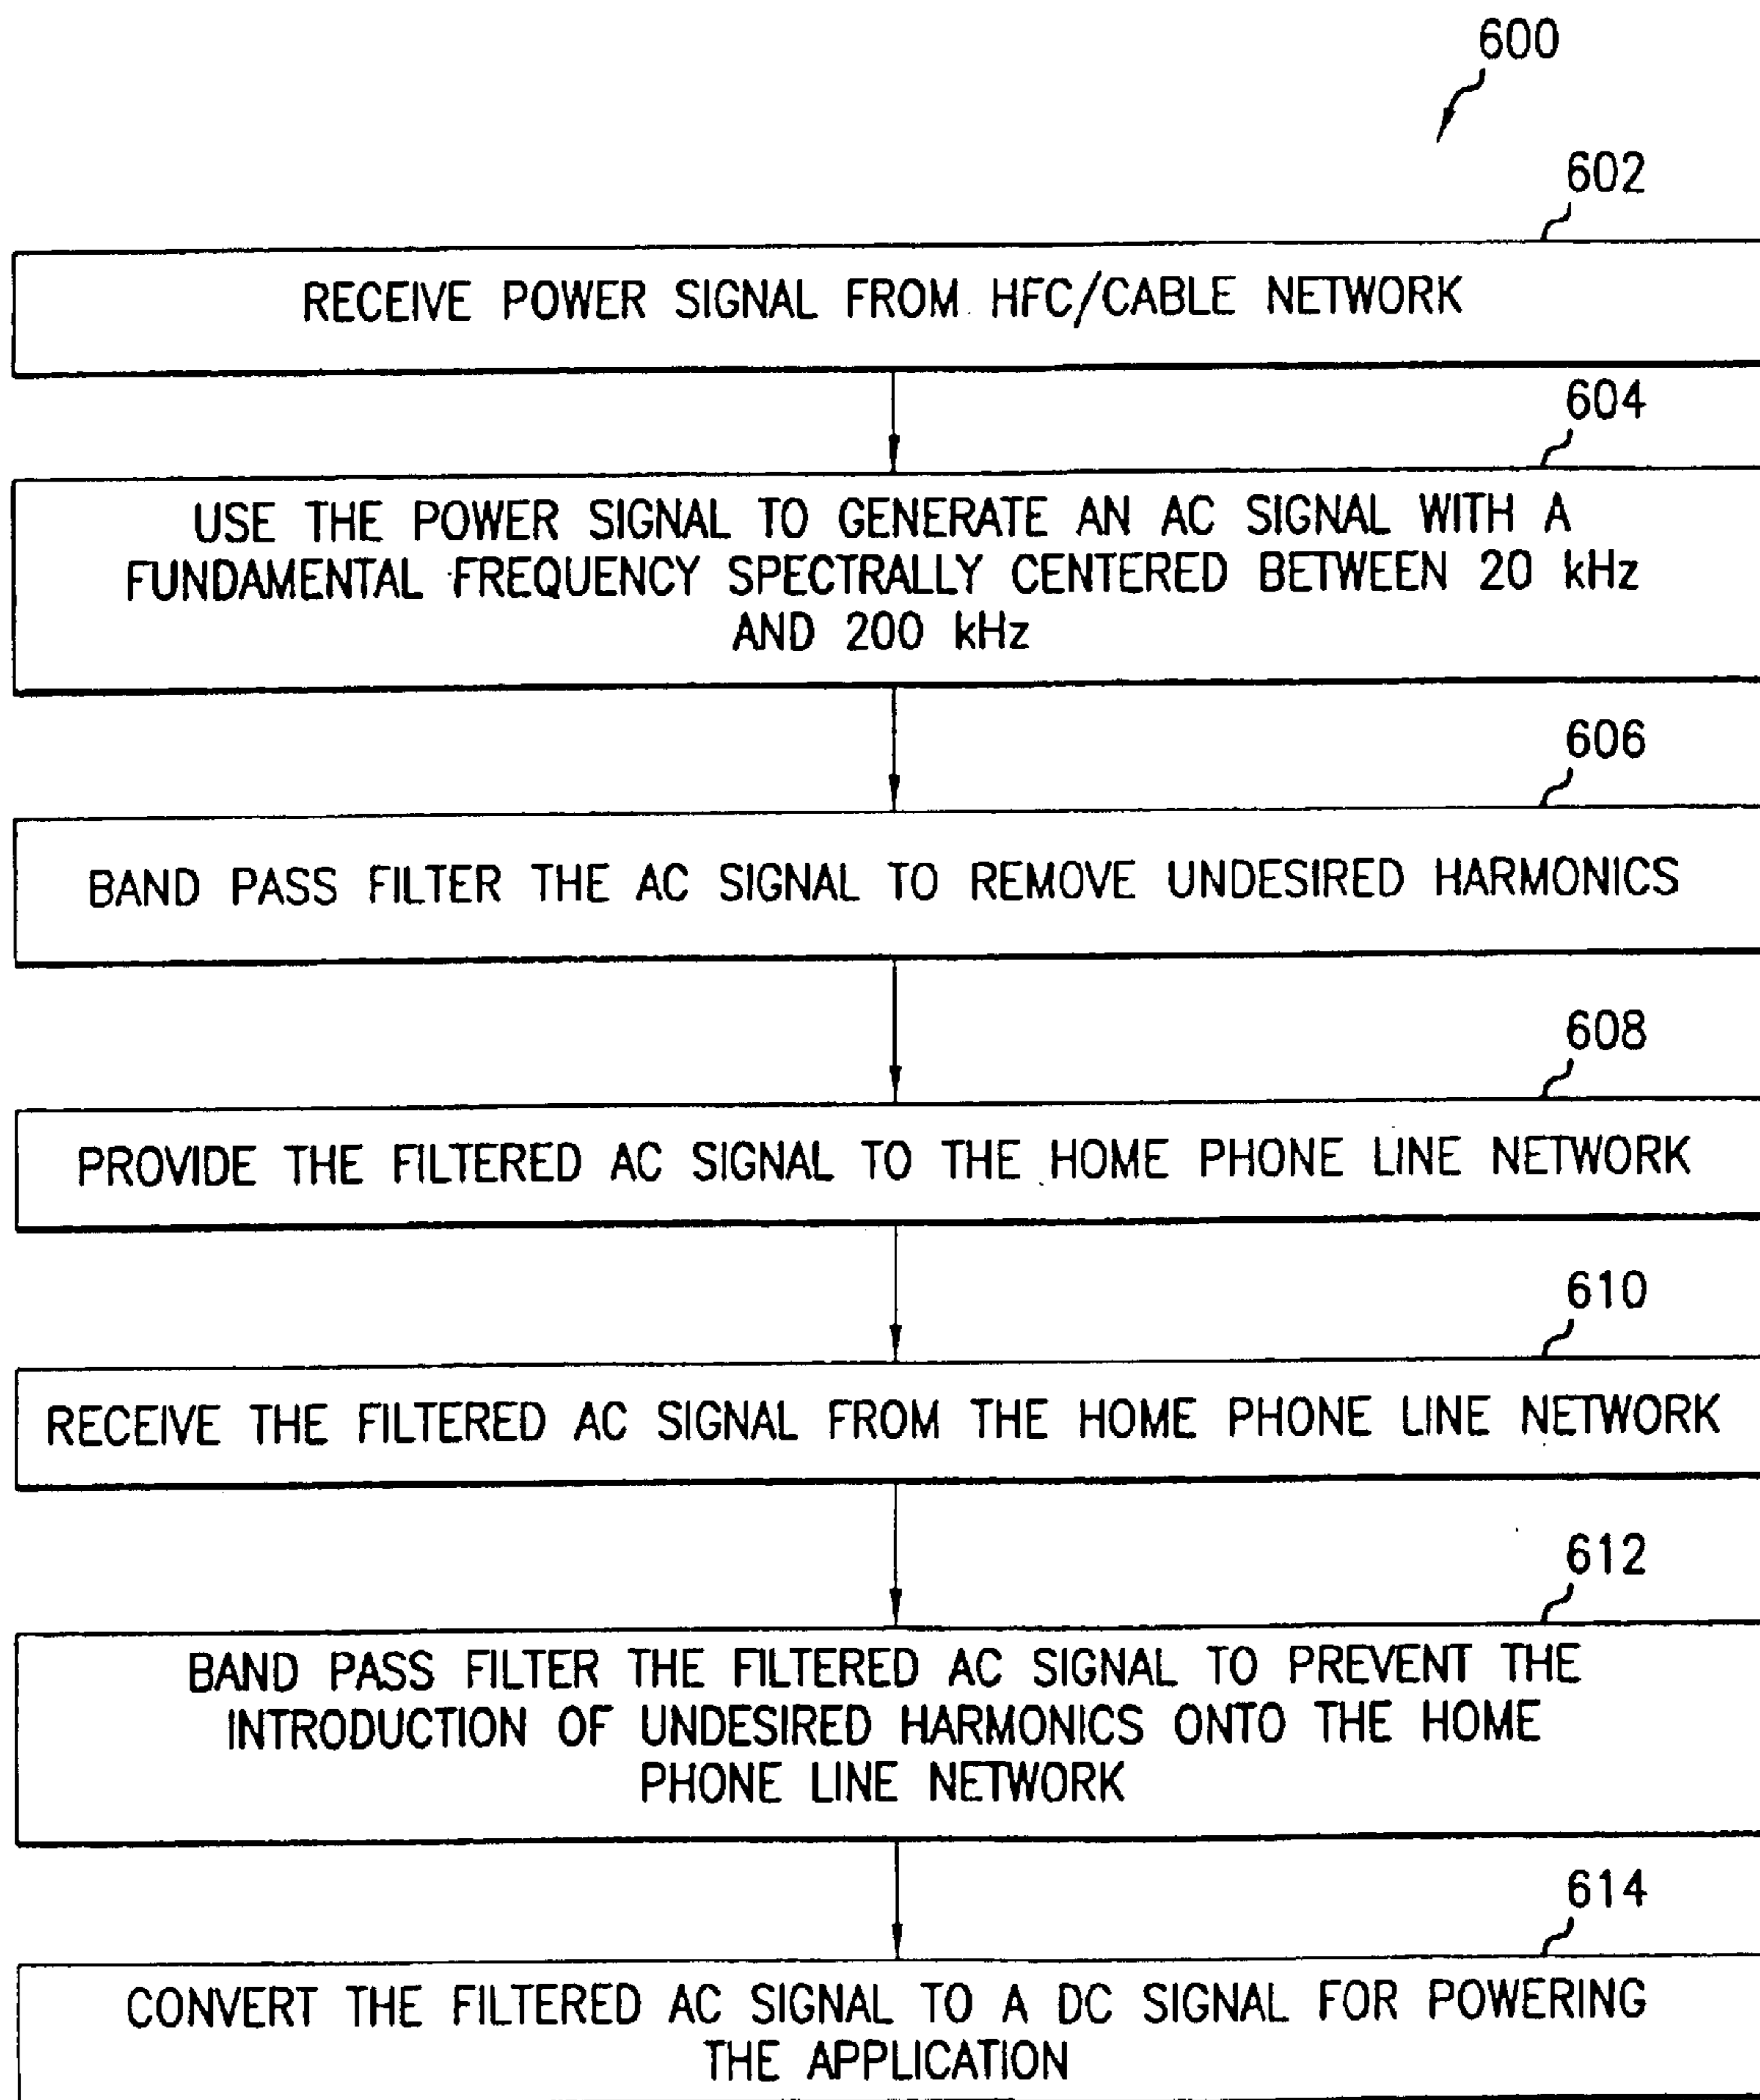 600
602
RECEIVE POWER SIGNAL FROM HFC/CABLE NETWORK
604
USE THE POWER SIGNAL TO GENERATE AN AC SIGNAL WITH A
FUNDAMENTAL FREQUENCY SPECTRALLY CENTERED BETWEEN 20 kHz
AND 200 kHz
606
BAND PASS FILTER THE AC SIGNAL TO REMOVE UNDESIRED HARMONICS
608
PROVIDE THE FILTERED AC SIGNAL TO THE HOME PHONE LINE NETWORK
610
RECEIVE THE FILTERED AC SIGNAL FROM THE HOME PHONE LINE NETWORK
612
BAND PASS FILTER THE FILTERED AC SIGNAL TO PREVENT THE
INTRODUCTION OF UNDESIRED HARMONICS ONTO THE HOME
PHONE LINE NETWORK
614
CONVERT THE FILTERED AC SIGNAL TO A DC SIGNAL FOR POWERING
THE APPLICATION